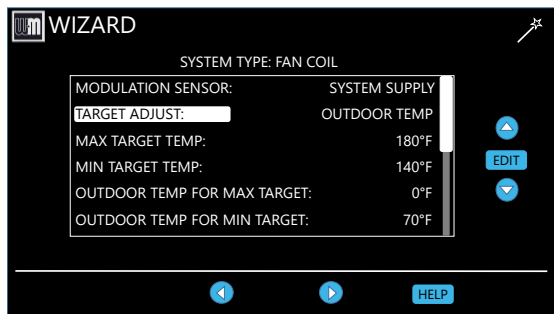 WM WIZARD
SYSTEM TYPE: FAN COIL
MODULATION SENSOR: SYSTEM SUPPLY
TARGET ADJUST: OUTDOOR TEMP
MAX TARGET TEMP: 180°F
MIN TARGET TEMP: 140°F
EDIT
OUTDOOR TEMP FOR MAX TARGET: 0°F
OUTDOOR TEMP FOR MIN TARGET: 70°F
HELP